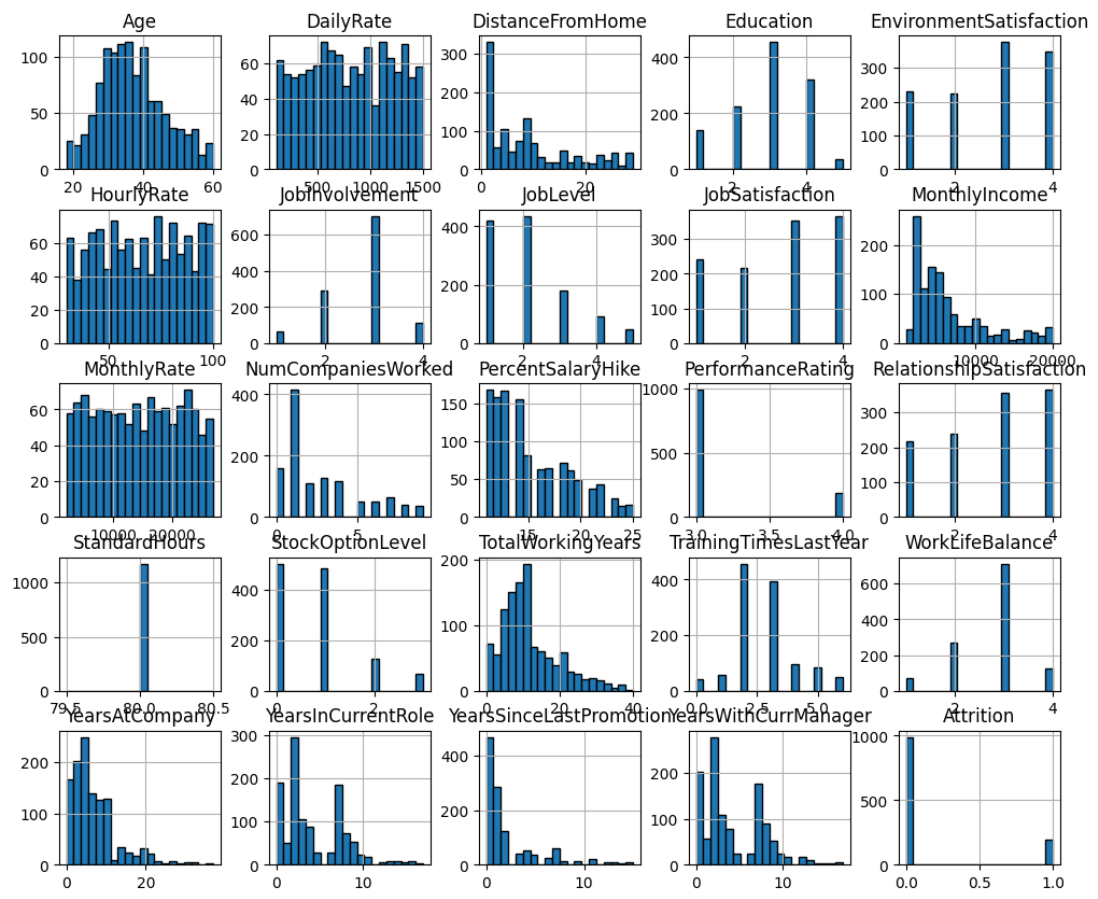 Age DailyRate DistanceFromHome Education EnvironmentSatisfaction
100 50 0
60 40 20 0
300 200 100 0
400 200 0
300 200 100 0
20 40 60
500 1000 1500
0 20
2 4
2 4
HourlyRate JobInvolvement JobLevel JobSatisfaction MonthlyIncome
60 40 20 0
600 400 200 0
400 200 0
300 200 100 0
200 100 0
50 100
2 4
2 4
2 4
10000 20000
MonthlyRate NumCompaniesWorked PercentSalaryHike PerformanceRating RelationshipSatisfaction
60 40 20 0
400 200 0
150 100 50 0
1000 500 0
300 200 100 0
10000 20000
0 5
15 20 25
3.0 3.5 4.0
2 4
StandardHours StockOptionLevel TotalWorkingYears TrainingTimesLastYear WorkLifeBalance
1000 500 0
400 200 0
200 100 0
400 200 0
600 400 200 0
79.5 80.0 80.5
0 2
0 20 40
0.0 2.5 5.0
2 4
YearsAtCompany YearsInCurrentRole YearsSinceLastPromotion YearsWithCurrManager Attrition
200 100 0
300 200 100 0
400 200 0
200 100 0
1000 500 0
0 20
0 10
0 10
0 10
0.0 0.5 1.0